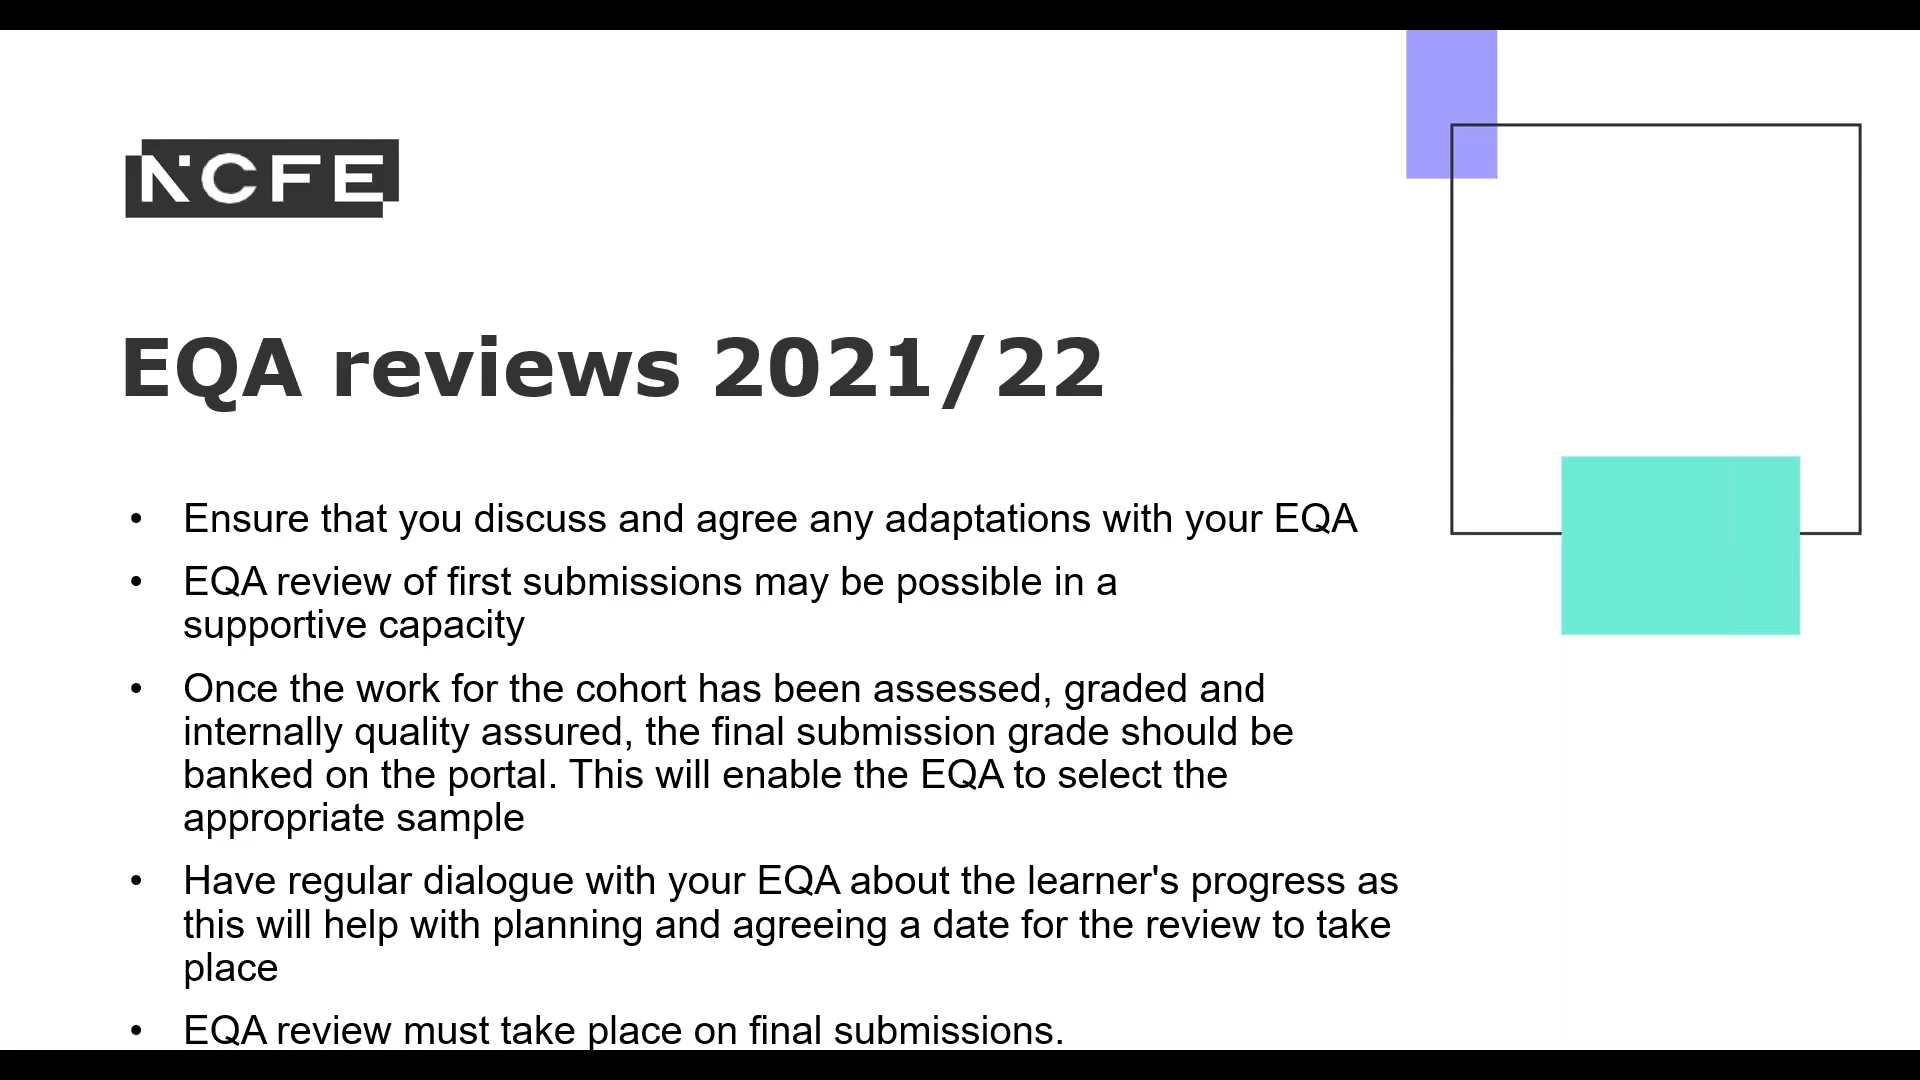 NCFE
EQA reviews 2021/22
• Ensure that you discuss and agree any adaptations with your EQA
• EQA review of first submissions may be possible in a
supportive capacity
• Once the work for the cohort has been assessed, graded and
internally quality assured, the final submission grade should be
banked on the portal. This will enable the EQA to select the
appropriate sample
• Have regular dialogue with your EQA about the learner's progress as
this will help with planning and agreeing a date for the review to take
place
• EQA review must take place on final submissions.